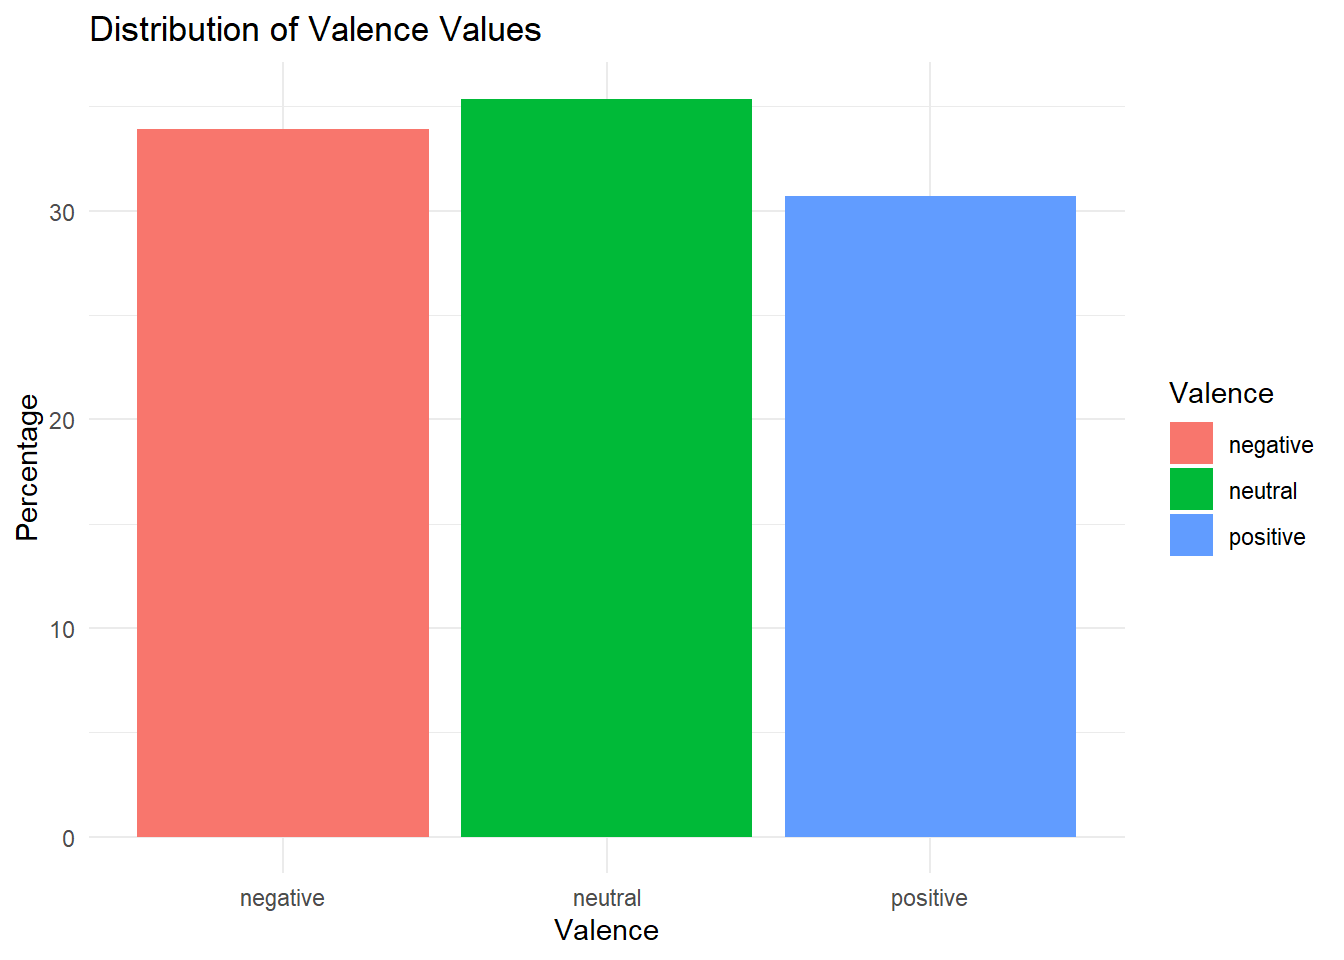 Distribution of Valence Values
Percentage
30
20
10
0
negative
neutral
positive
Valence
Valence
negative
neutral
positive